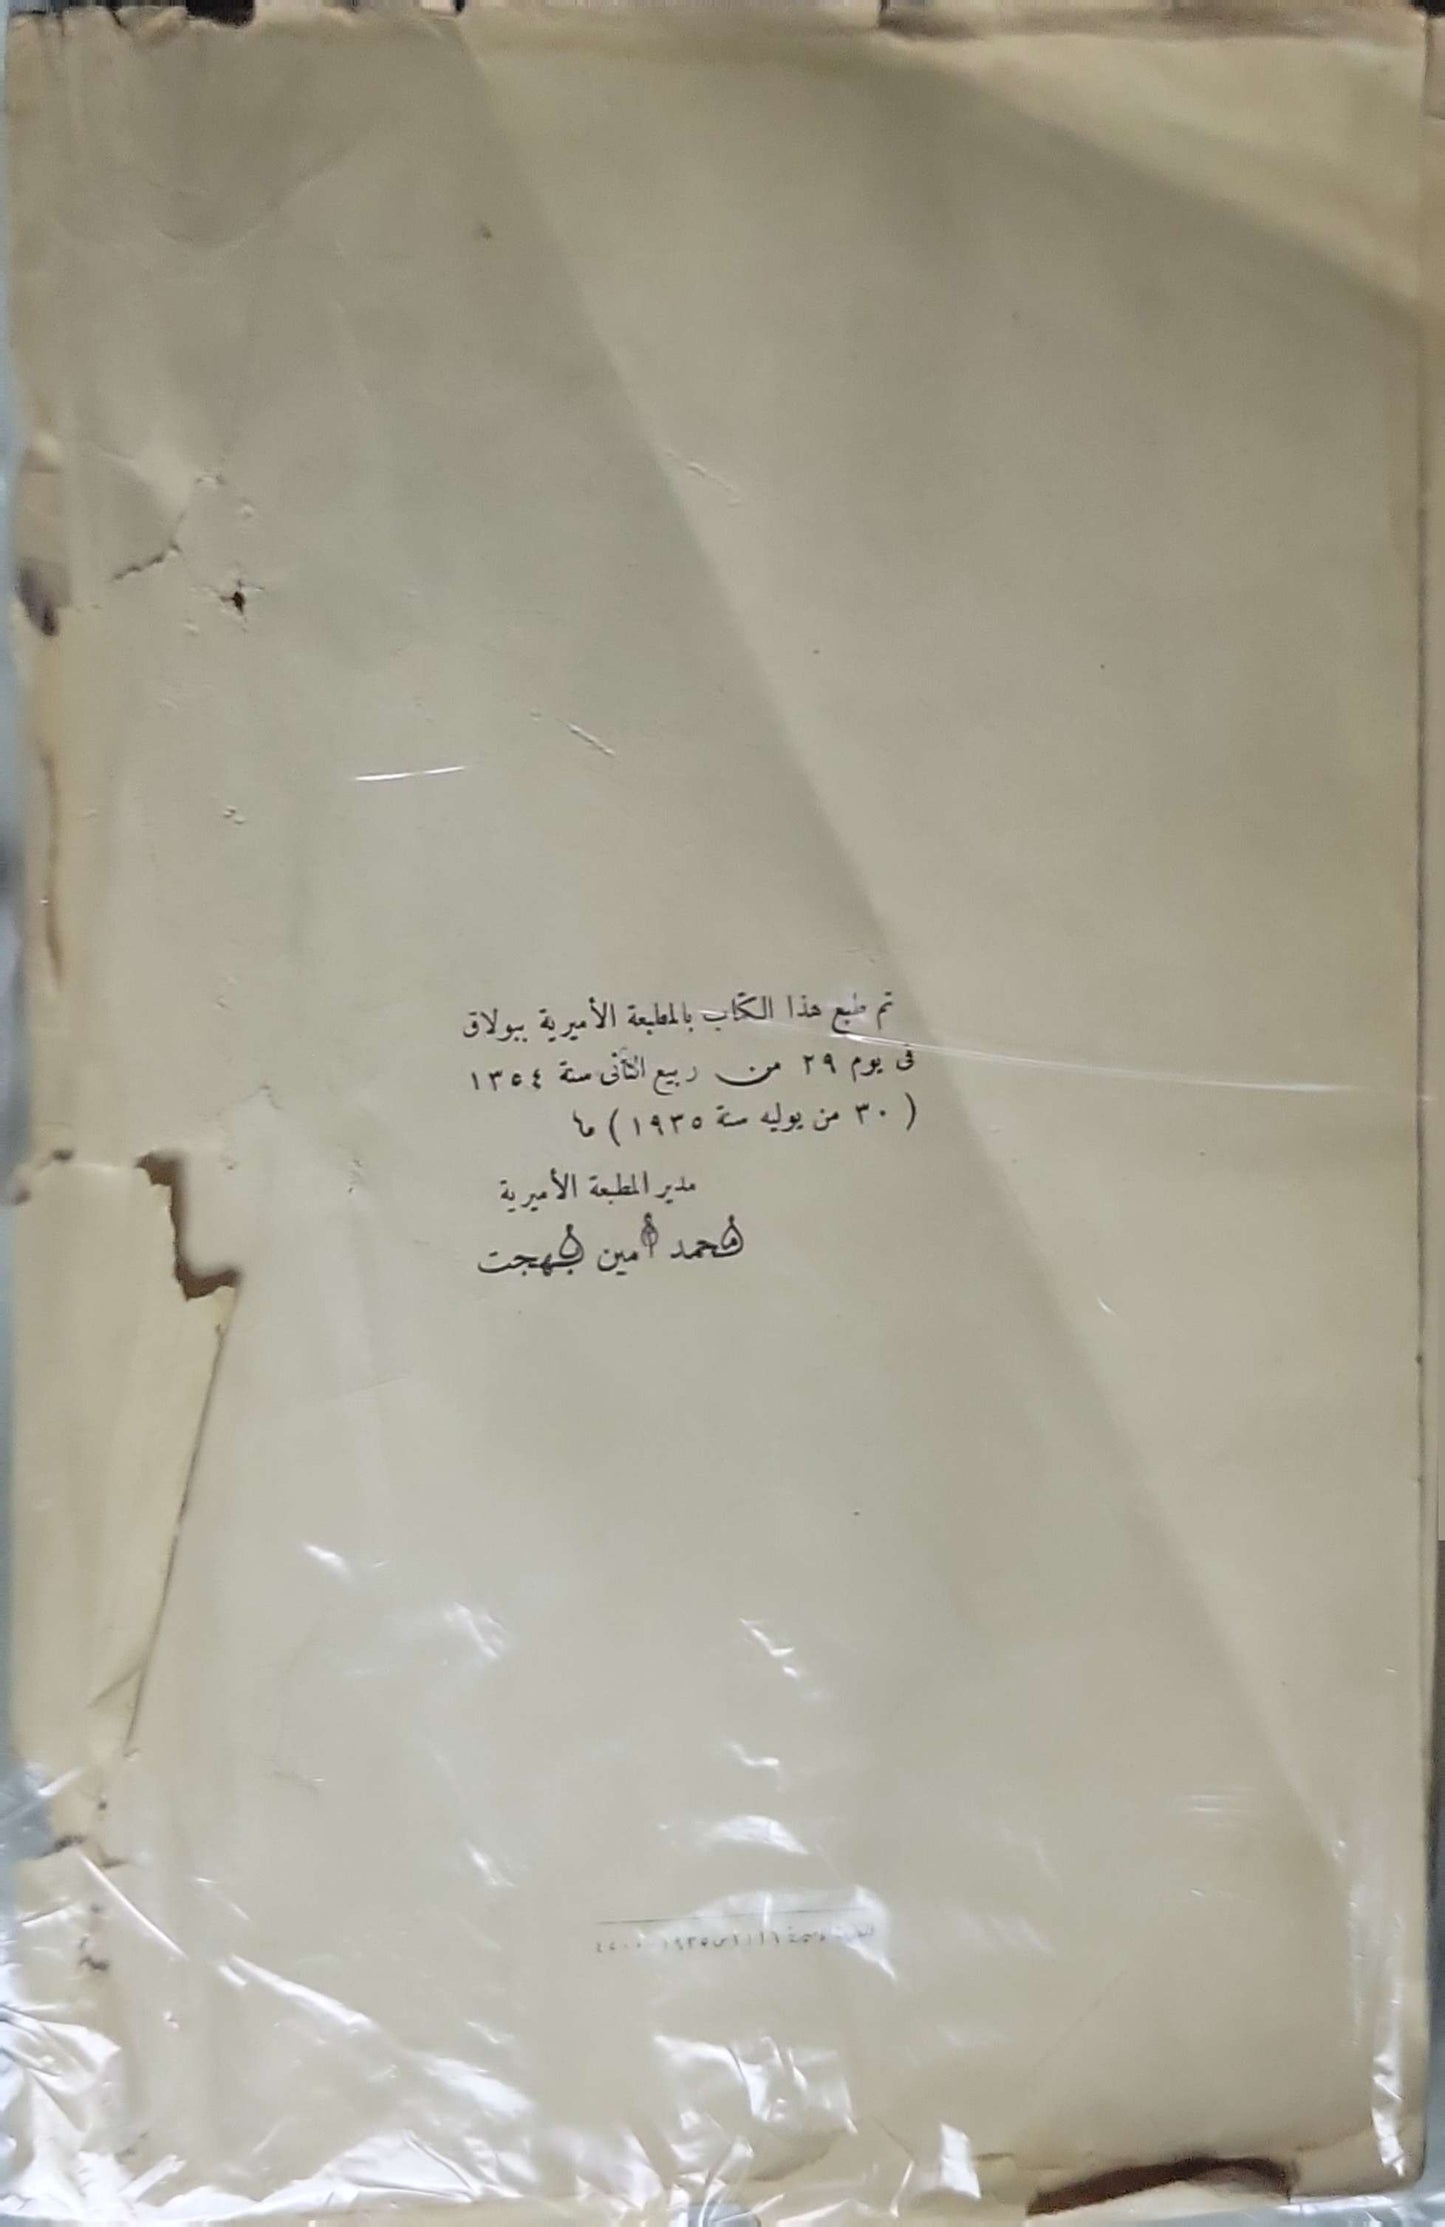 تم طبع هذا الكتاب بالمطبعة الأميرية ببولاق
فى يوم ٢٩ من ربيع الثانى سنة ١٣٥٤
( ٣٠ من يوليه سنة ١٩٣٥ ) ما
مدير المطبعة الأميرية
محمد أمين بهجت